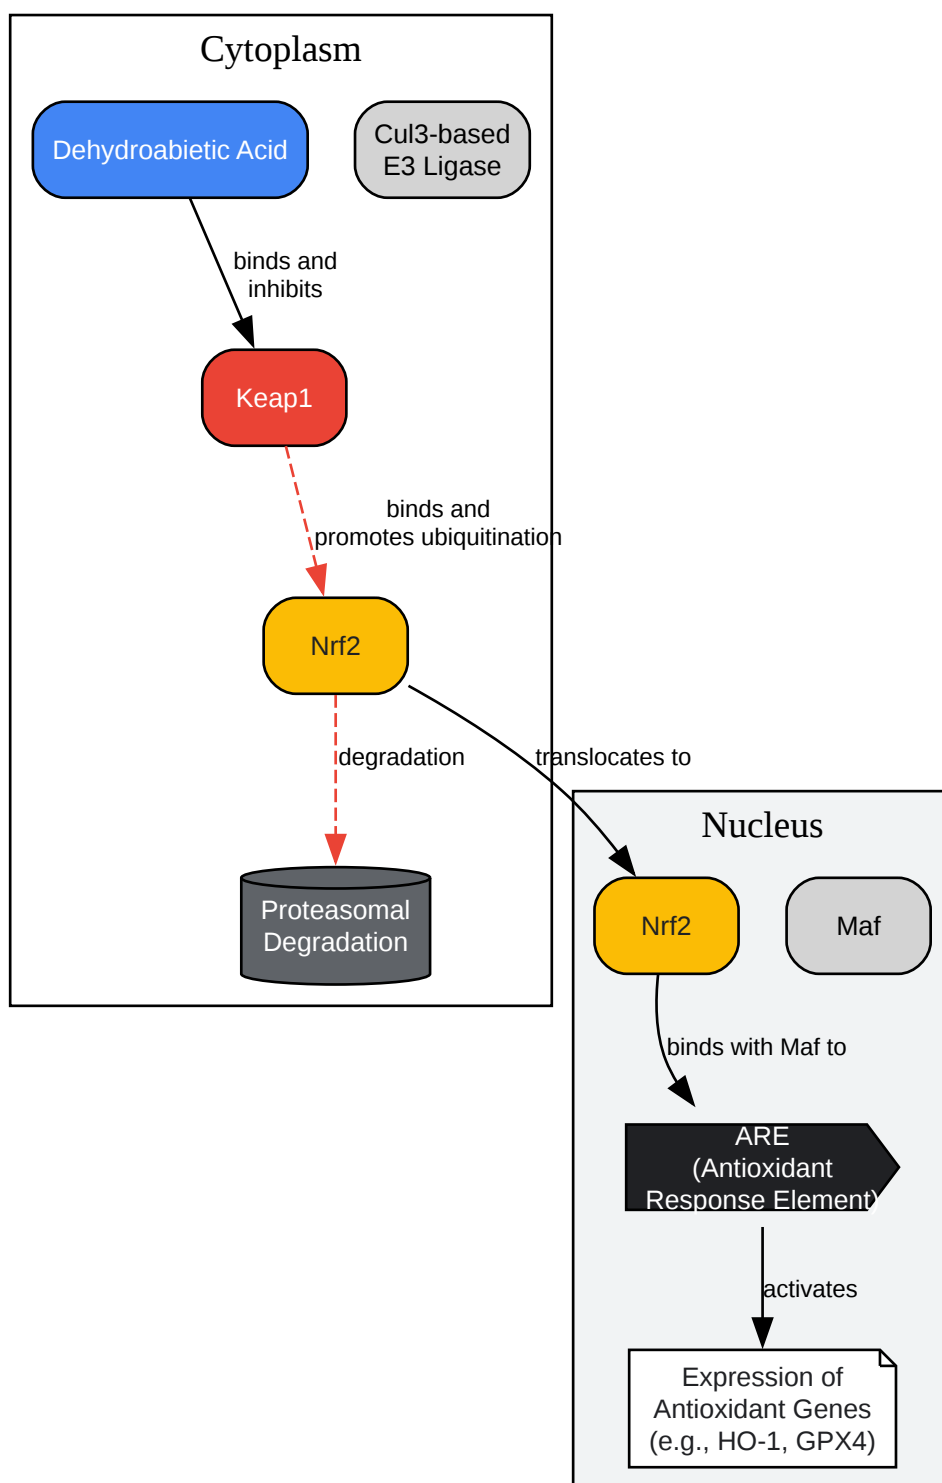 Cytoplasm
Dehydroabietic Acid
Cul3-based
E3 Ligase
binds and
inhibits
Keap1
binds and
promotes ubiquitination
Nrf2
degradation
translocates to
Proteasomal
Degradation
Nucleus
Nrf2
Maf
binds with Maf to
ARE
(Antioxidant
Response Element)
activates
Expression of
Antioxidant Genes
(e.g., HO-1, GPX4)